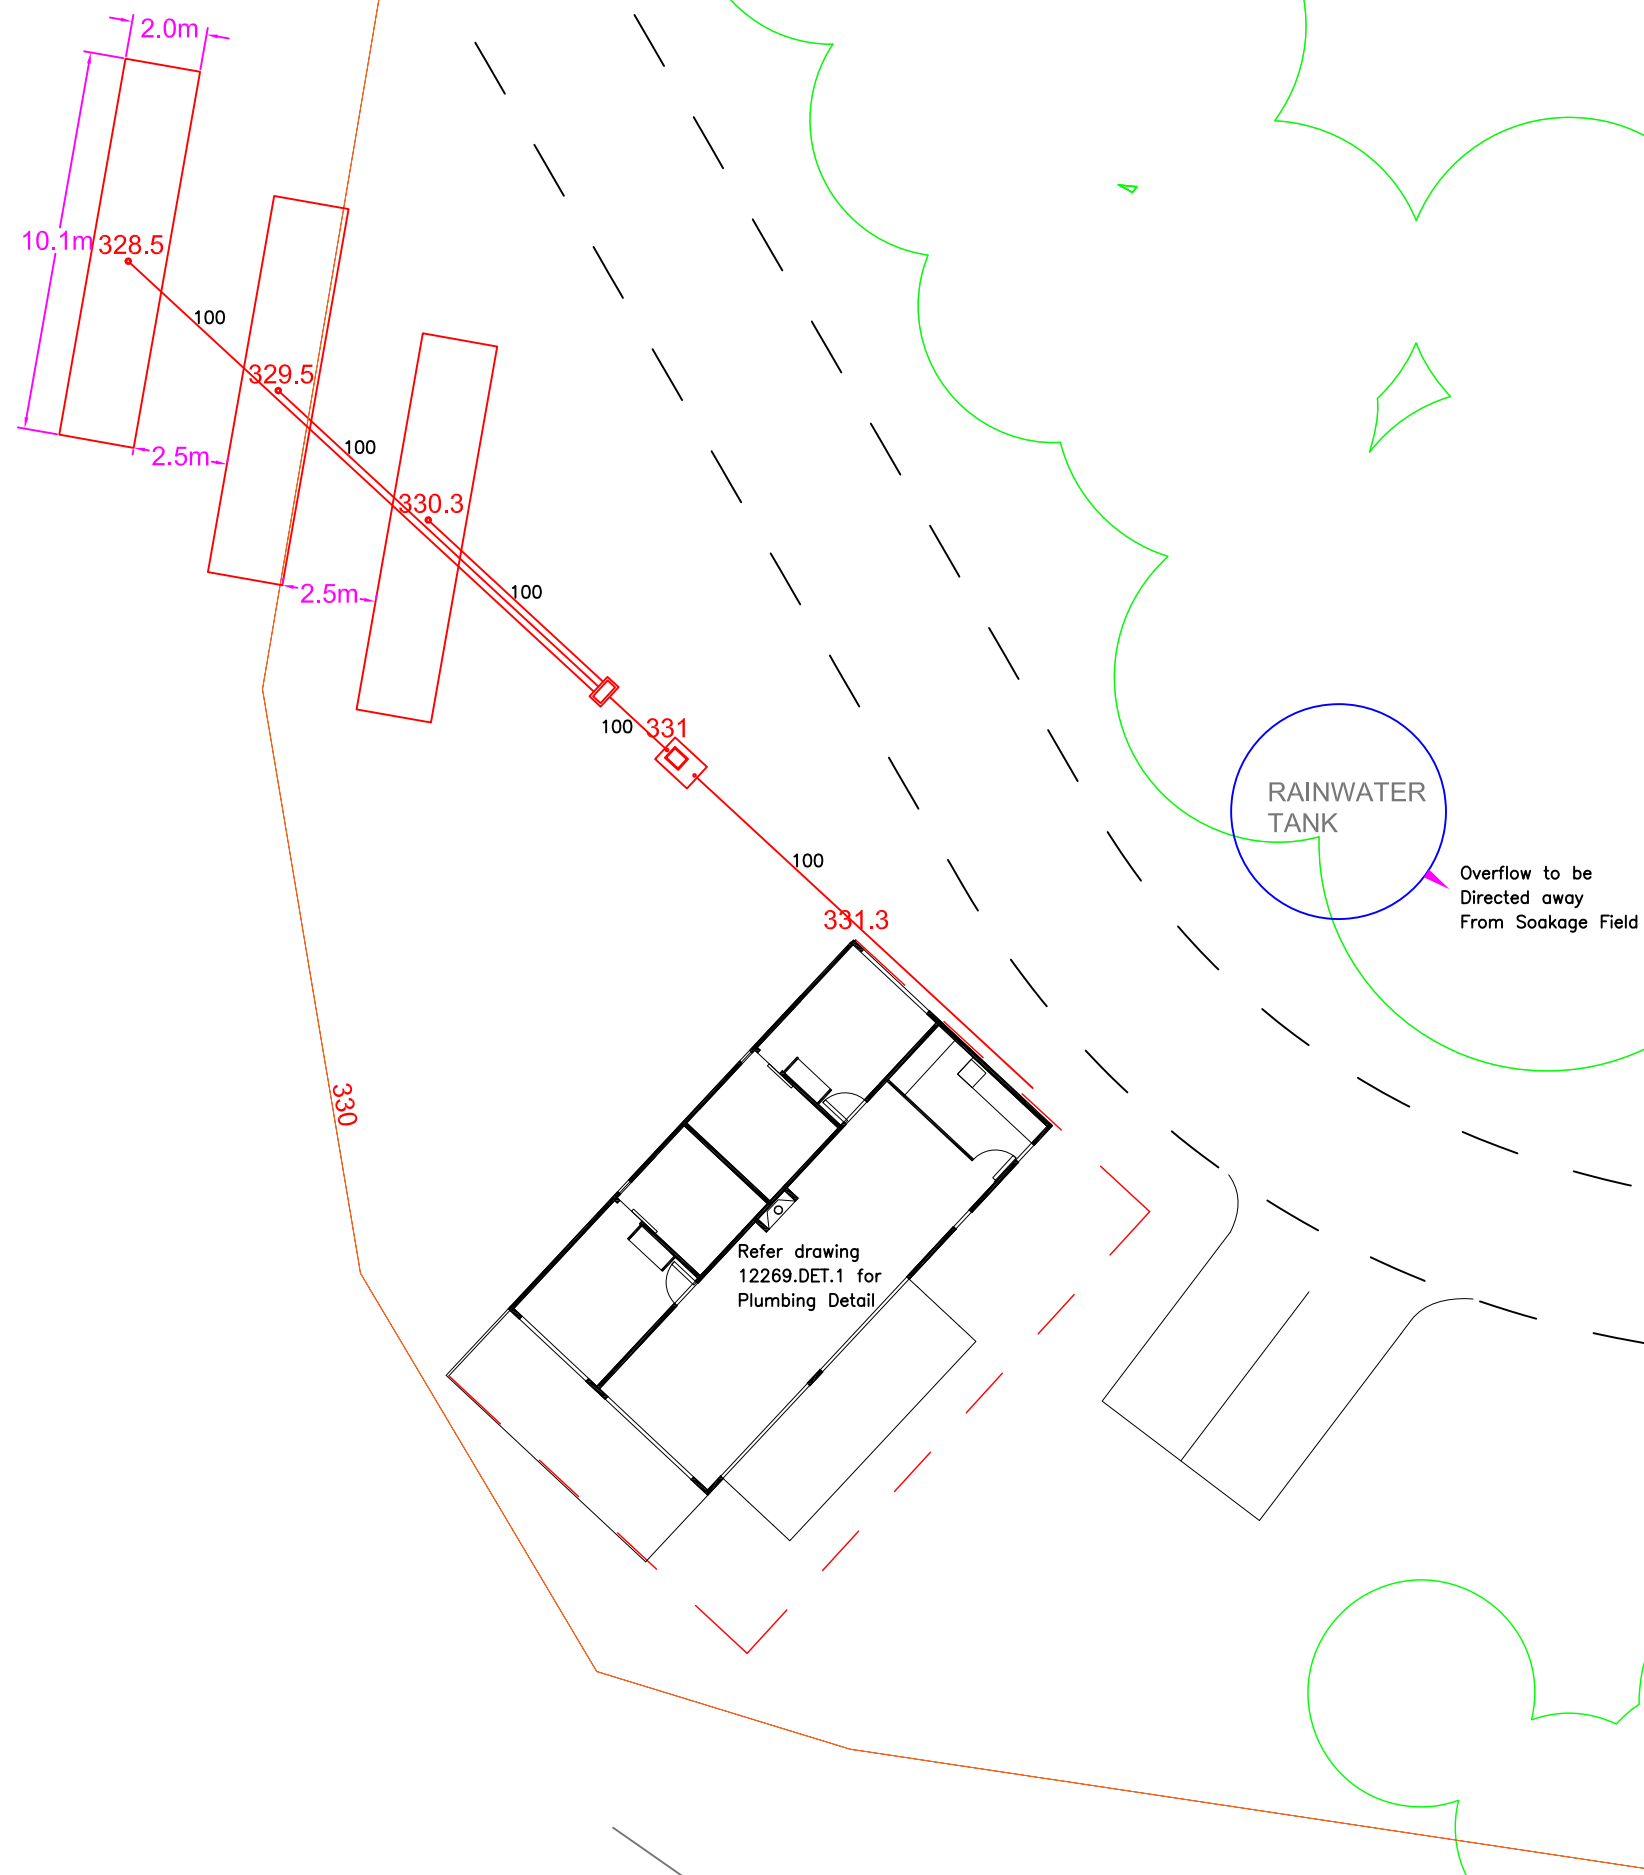 2.0m
10.1m
328.5
100
329.5
100
2.5m
330.3
2.5m
100
100
331
RAINWATER
TANK
100
Overflow to be
Directed away
From Soakage Field
331.3
330
Refer drawing
12269.DET.1 for
Plumbing Detail